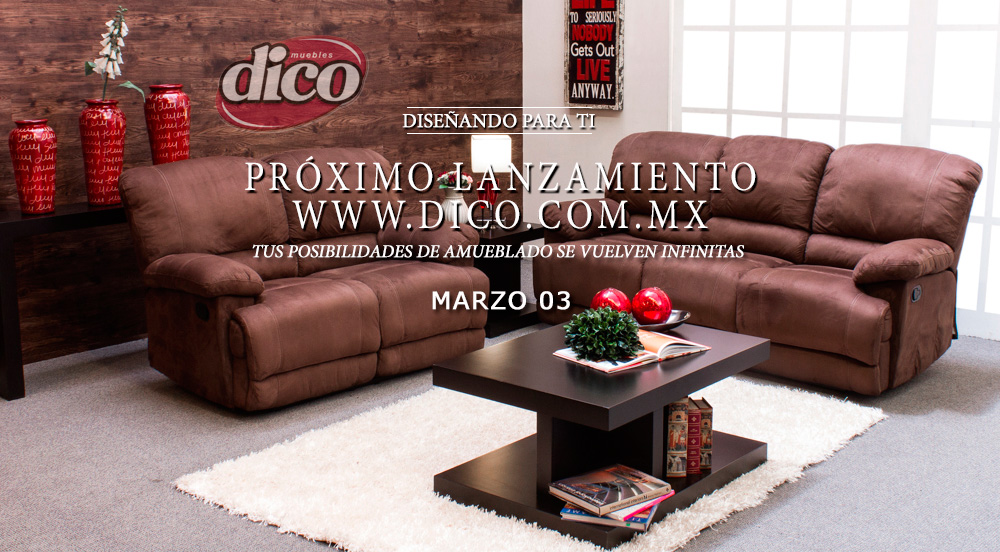 muebles
dico
LIFE
TO SERIOUSLY
NOBODY
Gets Out
LIVE
ANYWAY.
DISEÑANDO PARA TI
PRÓXIMO LANZAMIENTO
WWW.DICO.COM.MX
TUS POSIBILIDADES DE AMUEBLADO SE VUELVEN INFINITAS
MARZO 03